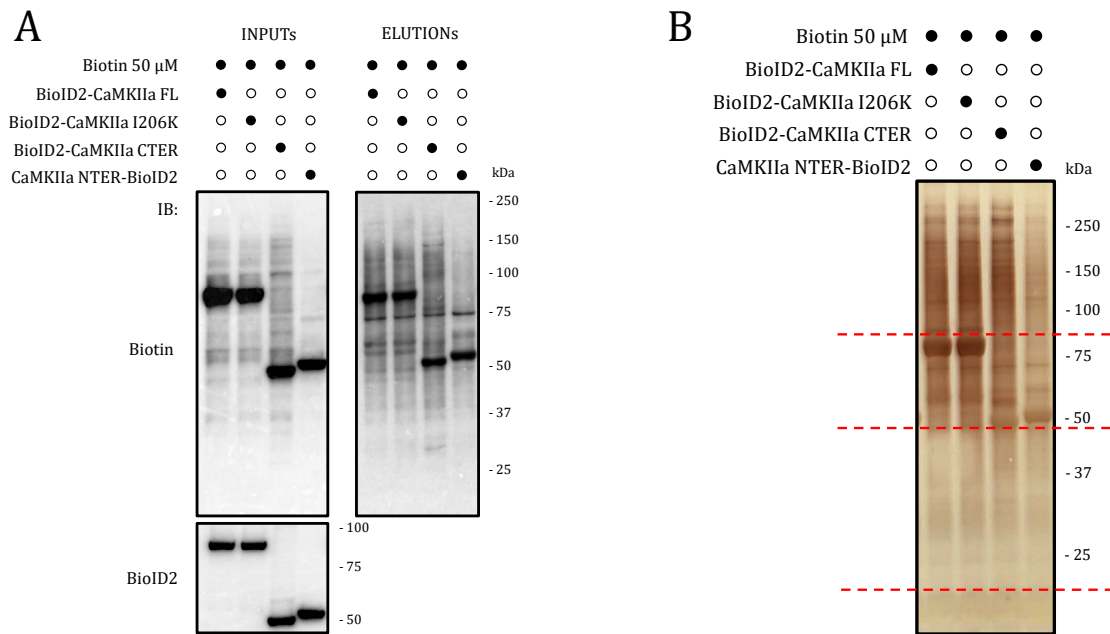 A
INPUTs
ELUTIONs
Biotin 50 µM
BioID2-CaMKIIa FL
BioID2-CaMKIIa I206K
BioID2-CaMKIIa CTER
CaMKIIa NTER-BioID2
kDa
IB:
Biotin
- 250
- 150
- 100
- 75
- 50
- 37
- 25
BioID2
- 100
- 75
- 50
B
Biotin 50 µM
BioID2-CaMKIIa FL
BioID2-CaMKIIa I206K
BioID2-CaMKIIa CTER
CaMKIIa NTER-BioID2
kDa
- 250
- 150
- 100
- 75
- 50
- 37
- 25